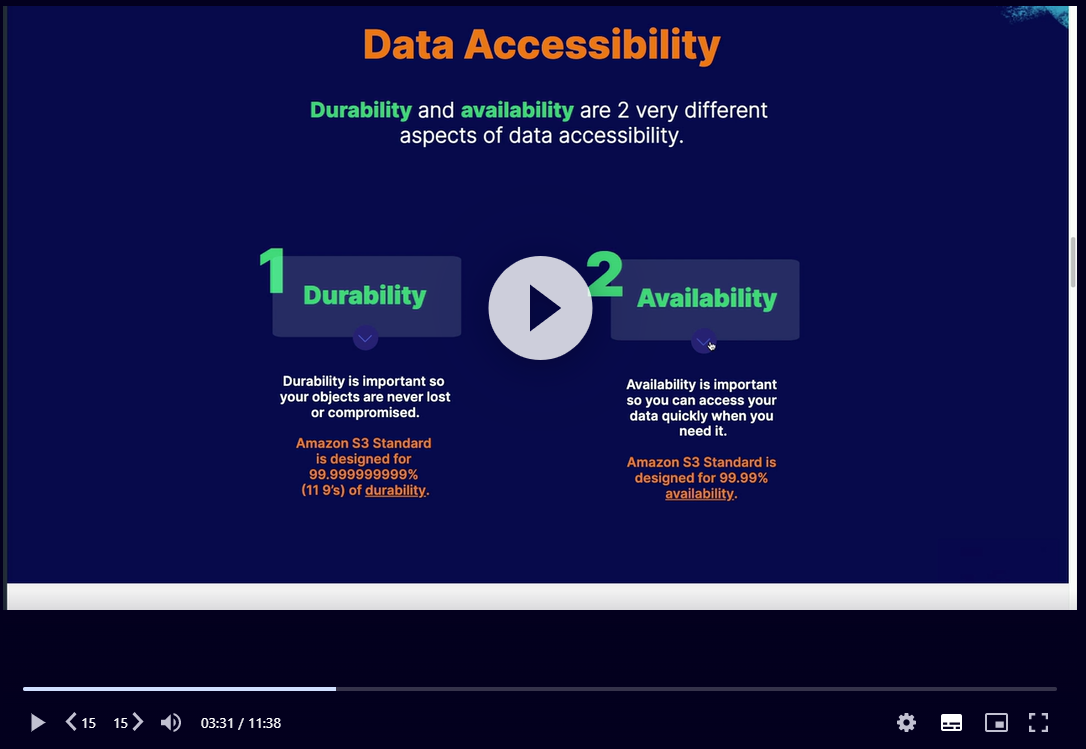 Data Accessibility
Durability and availability are 2 very different
aspects of data accessibility.
1
Durability
Durability is important so
your objects are never lost
or compromised.
Amazon S3 Standard
is designed for
99.999999999%
(11 9's) of durability.
2
Availability
Availability is important
so you can access your
data quickly when you
need it.
Amazon S3 Standard is
designed for 99.99%
availability.
15
15
03:31 / 11:38